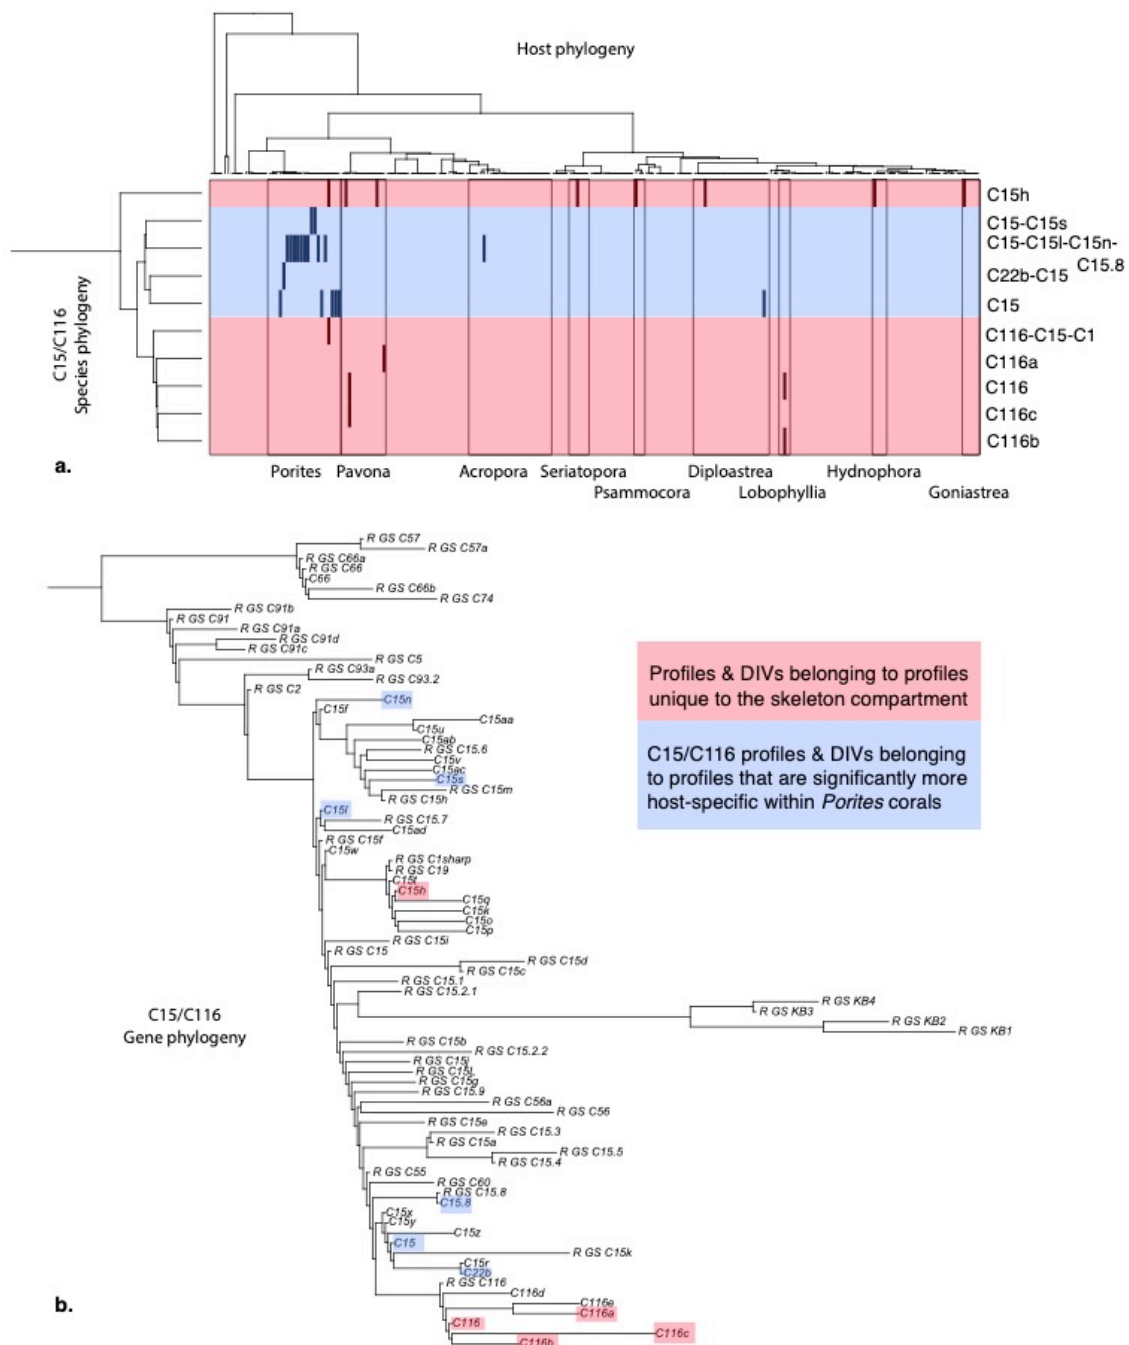 Host phylogeny
C15h
C15-C15s
C15-C15l-C15n-
C15.8
C22b-C15
C15
C116-C15-C1
C116a
C116
C116c
C116b
C15/C116
Species phylogeny
a.
Porites Pavona Acropora Seriatopora Diploastrea Hydnophora
Psammocora Lobophyllia Goniastrea
R GS C57
R GS C57a
R GS C66a
R GS C66
C66
R GS C66b
R GS C74
R GS C91b
R GS C91
R GS C91a
R GS C91d
R GS C91c
R GS C5
R GS C93a
R GS C93.2
R GS C2
C15n
C15f
C15aa
C15u
C15ab
R GS C15.6
C15v
C15ac
C15s
R GS C15m
R GS C15h
C15l
R GS C15.7
C15ad
R GS C15f
C15w
R GS C1sharp
R GS C19
C15t
C15h
C15q
C15k
C15o
C15p
R GS C15i
R GS C15
R GS C15d
R GS C15c
R GS C15.1
R GS C15.2.1
R GS KB4
R GS KB3
R GS KB2
R GS KB1
R GS C15b
R GS C15.2.2
R GS C15j
R GS C15L
R GS C15g
R GS C15.9
R GS C56a
R GS C56
R GS C15e
R GS C15.3
R GS C15a
R GS C15.5
R GS C15.4
R GS C55
R GS C60
R GS C15.8
C15.8
C15x
C15y
C15z
C15
R GS C15k
C15r
C22b
R GS C116
C116d
C116e
C116a
C116
C116c
C116b
Profiles & DIVs belonging to profiles
unique to the skeleton compartment
C15/C116 profiles & DIVs belonging
to profiles that are significantly more
host-specific within Porites corals
C15/C116
Gene phylogeny
b.